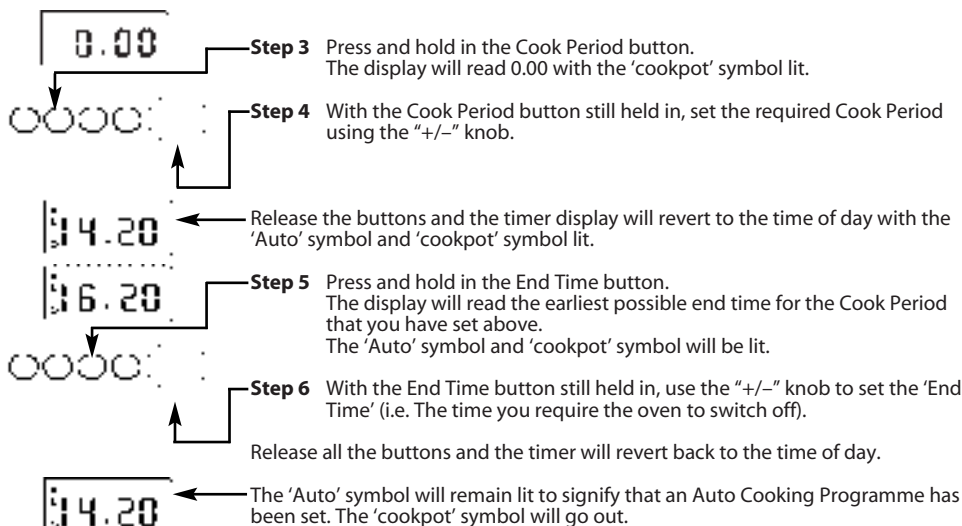 0.00
Step 3 Press and hold in the Cook Period button.
The display will read 0.00 with the ‘cookpot’ symbol lit.
Step 4 With the Cook Period button still held in, set the required Cook Period
using the “+/–” knob.
14.20
Release the buttons and the timer display will revert to the time of day with the
‘Auto’ symbol and ‘cookpot’ symbol lit.
16.20
Step 5 Press and hold in the End Time button.
The display will read the earliest possible end time for the Cook Period
that you have set above.
The ‘Auto’ symbol and ‘cookpot’ symbol will be lit.
Step 6 With the End Time button still held in, use the “+/–” knob to set the ‘End
Time’ (i.e. The time you require the oven to switch off).
Release all the buttons and the timer will revert back to the time of day.
14.20
The ‘Auto’ symbol will remain lit to signify that an Auto Cooking Programme has
been set. The ‘cookpot’ symbol will go out.